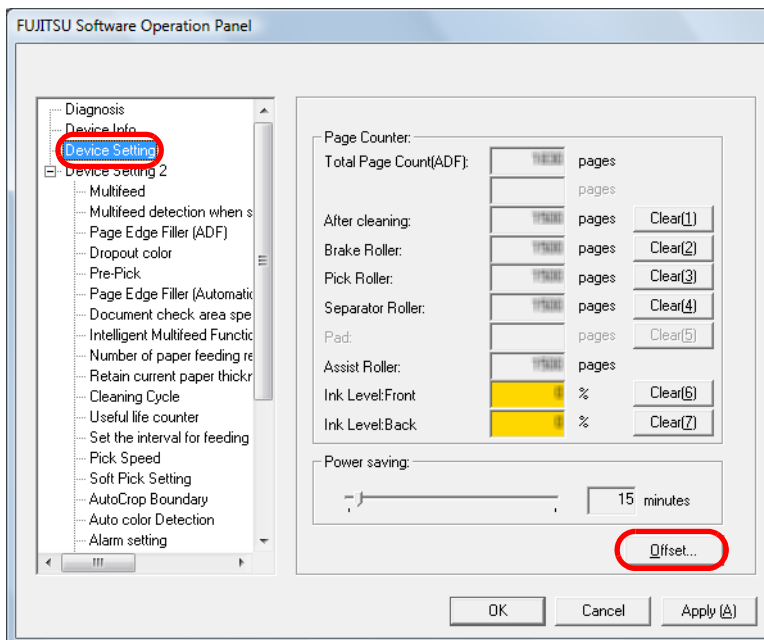 FUJITSU Software Operation Panel
Diagnosis
Device Info
Device Setting
Device Setting 2
Multifeed
Multifeed detection when s
Page Edge Filler (ADF)
Dropout color
Pre-Pick
Page Edge Filler (Automatic
Document check area spe
Intelligent Multifeed Functic
Number of paper feeding re
Retain current paper thickr
Cleaning Cycle
Useful life counter
Set the interval for feeding
Pick Speed
Soft Pick Setting
AutoCrop Boundary
Auto color Detection
Alarm setting
Page Counter:
Total Page Count(ADF): pages
pages
After cleaning: pages Clear(1)
Brake Roller: pages Clear(2)
Pick Roller: pages Clear(3)
Separator Roller: pages Clear(4)
Pad: pages Clear(5)
Assist Roller: pages
Ink Level:Front % Clear(6)
Ink Level:Back % Clear(7)
Power saving:
15 minutes
Offset...
OK Cancel Apply (A)